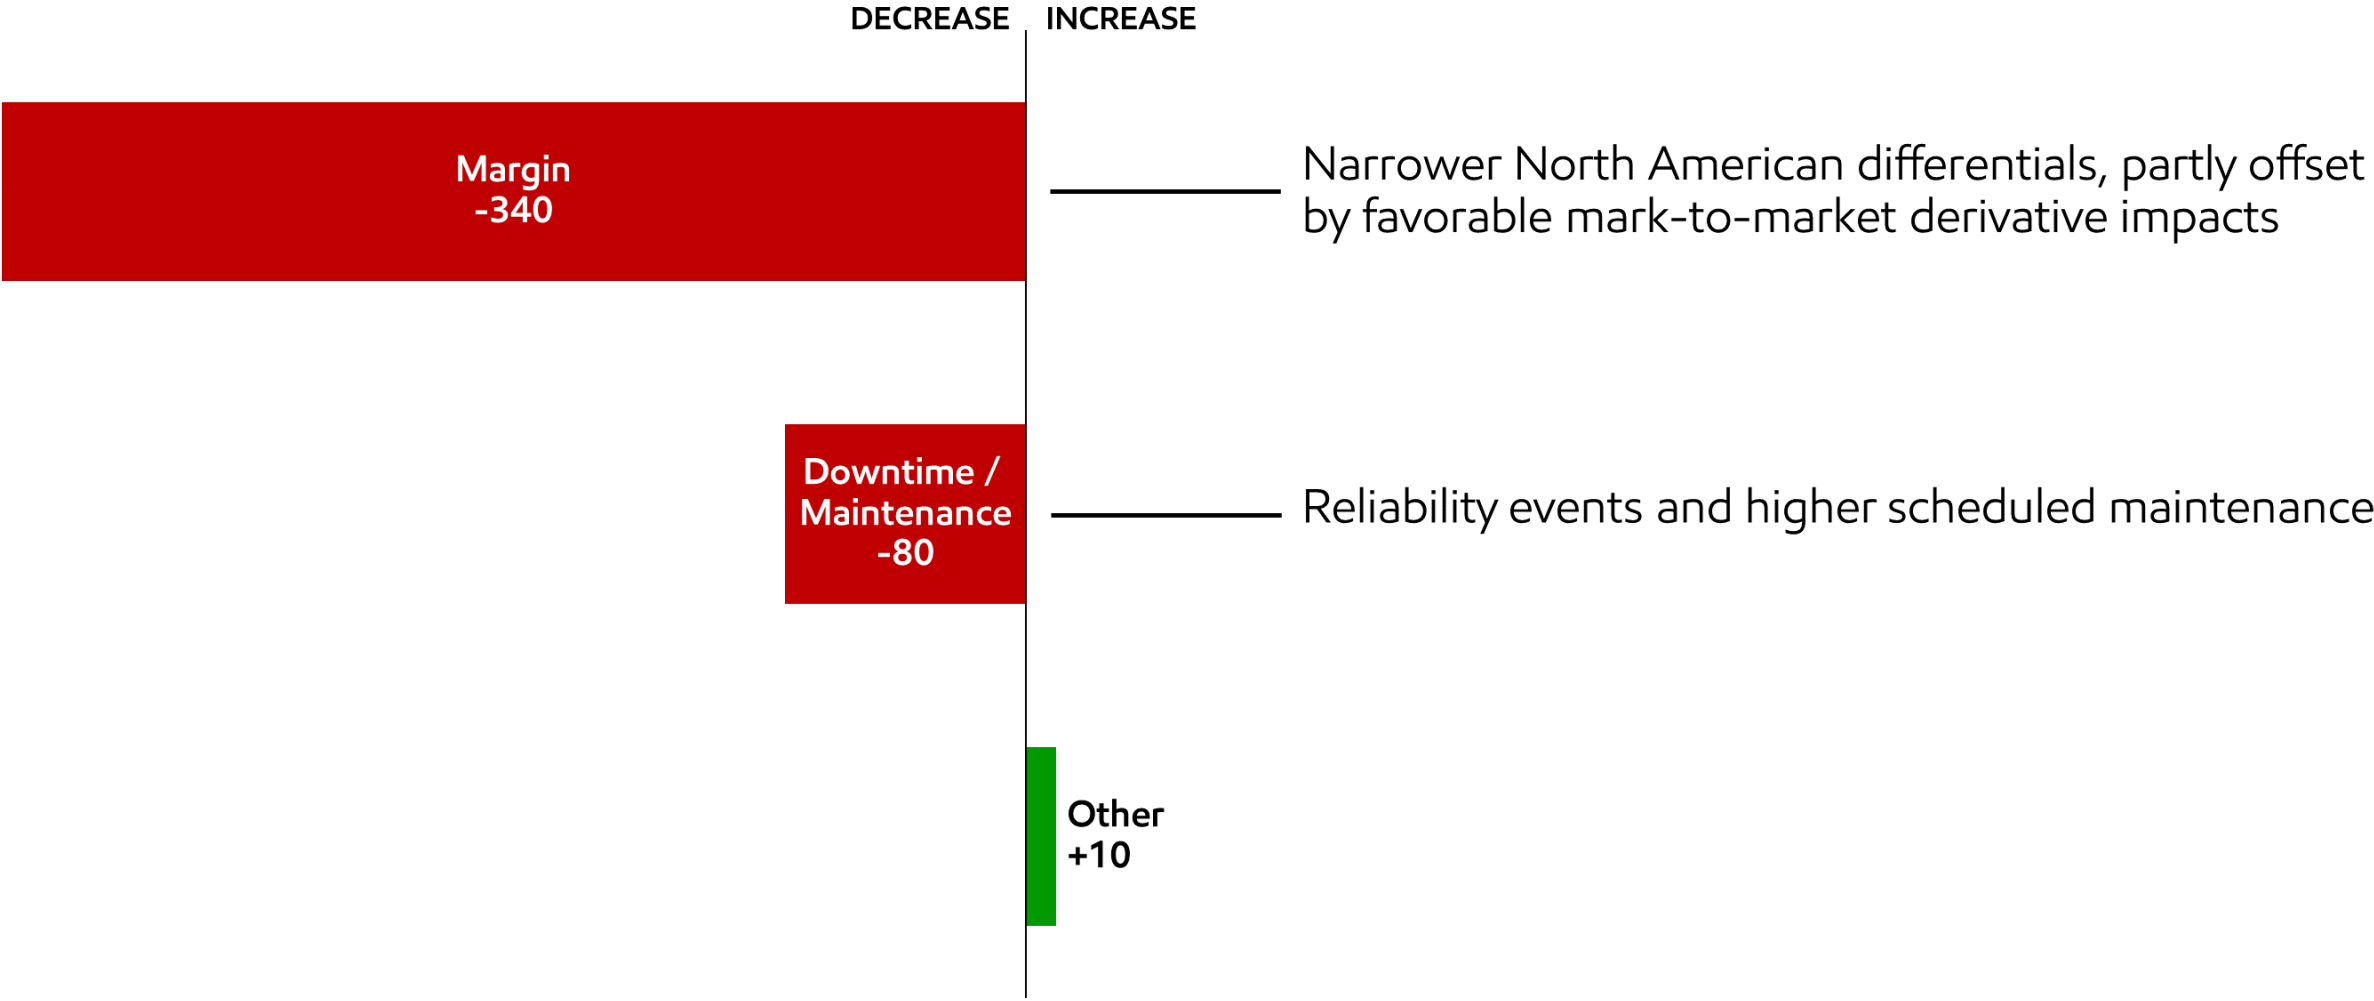 DECREASE
INCREASE
Margin
-340
Narrower North American differentials, partly offset
by favorable mark-to-market derivative impacts
Downtime /
Maintenance
-80
Reliability events and higher scheduled maintenance
Other
+10